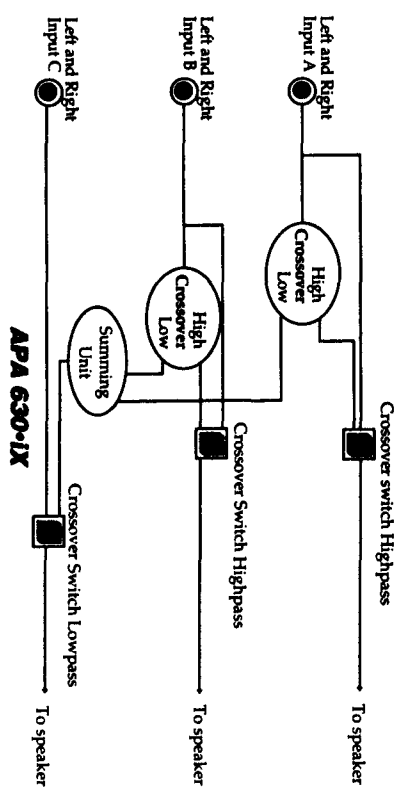 Left and Right
Input A
High
Crossover
Low
Crossover switch Highpass
To speaker
Left and Right
Input B
High
Crossover
Low
Crossover Switch Highpass
To speaker
Summing
Unit
Left and Right
Input C
Crossover Switch Lowpass
To speaker
APA 630•iX